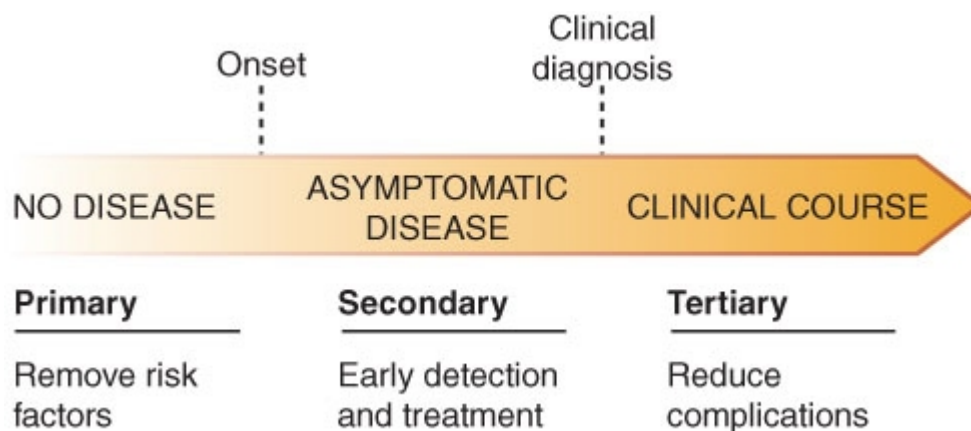 Onset
Clinical
diagnosis
NO DISEASE
ASYMPTOMATIC
DISEASE
CLINICAL COURSE
Primary
Remove risk
factors
Secondary
Early detection
and treatment
Tertiary
Reduce
complications